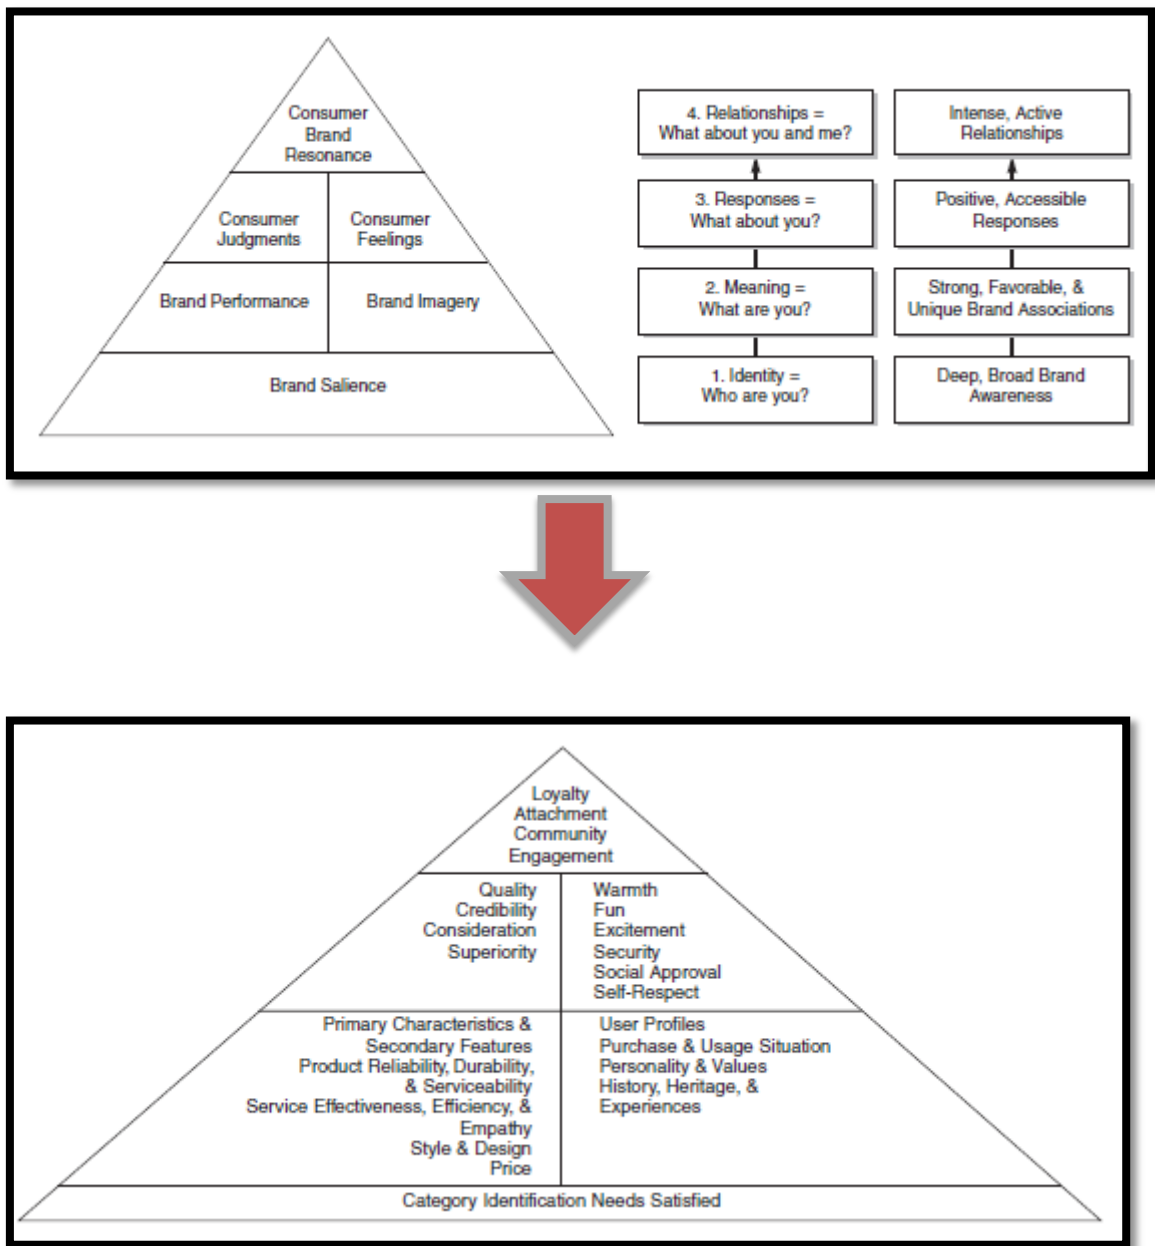 Consumer
Brand
Resonance
Consumer
Judgments
Consumer
Feelings
Brand Performance
Brand Imagery
Brand Salience
4. Relationships =
What about you and me?
Intense, Active
Relationships
3. Responses =
What about you?
Positive, Accessible
Responses
2. Meaning =
What are you?
Strong, Favorable, &
Unique Brand Associations
1. Identity =
Who are you?
Deep, Broad Brand
Awareness
Loyalty
Attachment
Community
Engagement
Quality
Credibility
Consideration
Superiority
Warmth
Fun
Excitement
Security
Social Approval
Self-Respect
Primary Characteristics &
Secondary Features
Product Reliability, Durability,
& Serviceability
Service Effectiveness, Efficiency, &
Empathy
Style & Design
Price
User Profiles
Purchase & Usage Situation
Personality & Values
History, Heritage, &
Experiences
Category Identification Needs Satisfied